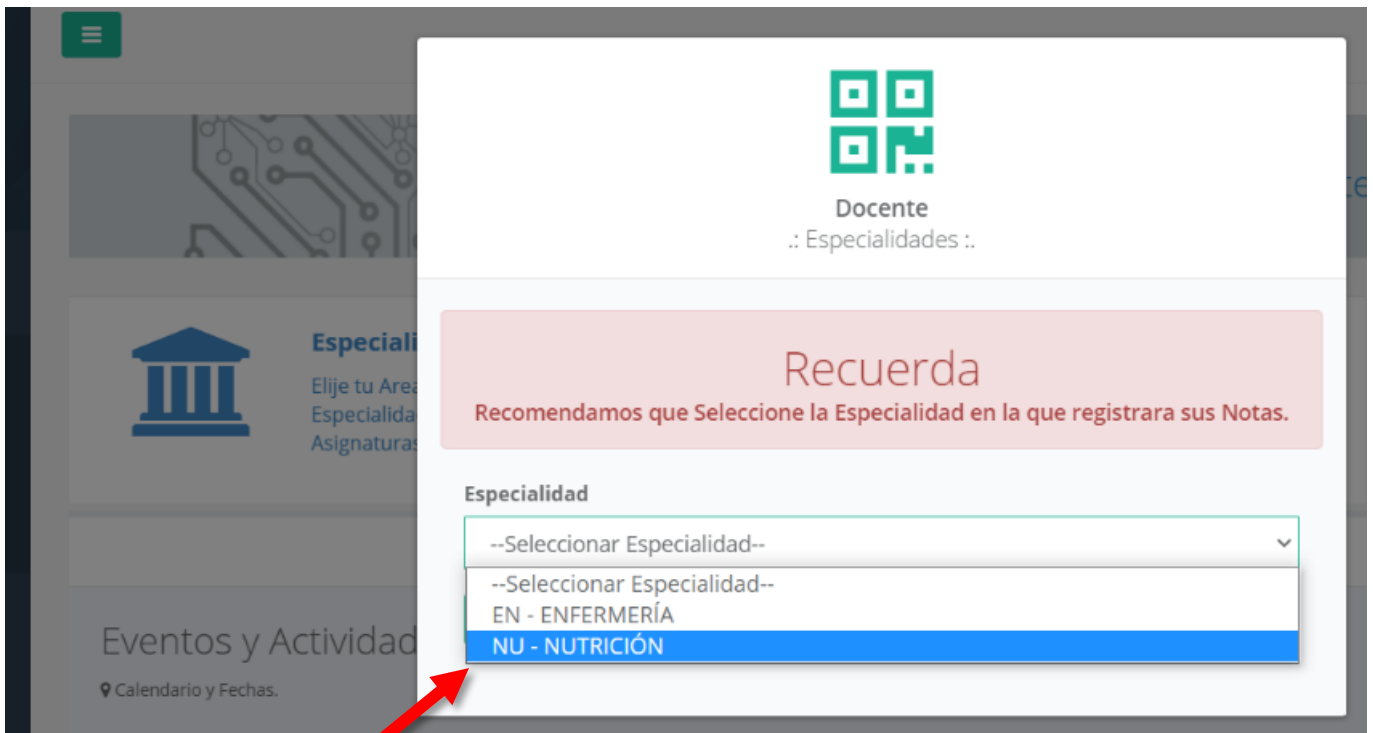 Docente
.: Especialidades :.
Especiali
Elije tu Area
Especialida
Asignaturas
Recuerda
Recomendamos que Seleccione la Especialidad en la que registrara sus Notas.
Especialidad
--Seleccionar Especialidad--
--Seleccionar Especialidad--
EN - ENFERMERÍA
NU - NUTRICIÓN
Eventos y Actividad
Calendario y Fechas.